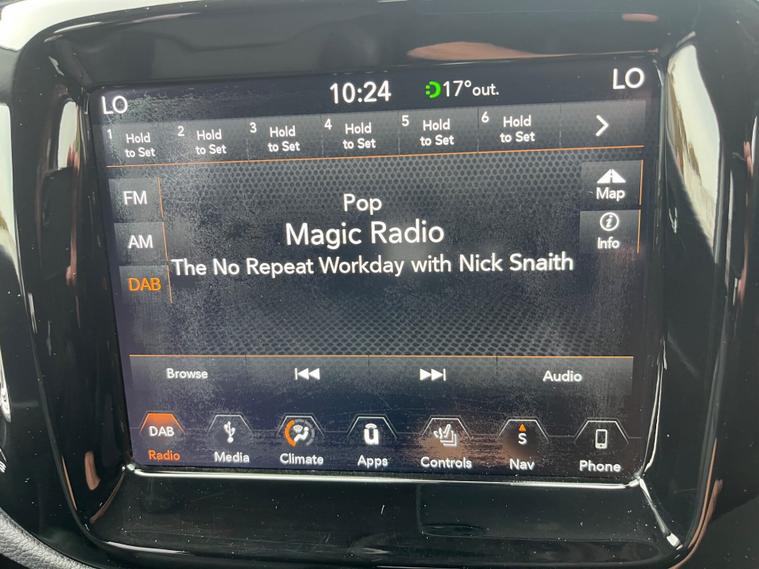 LO 10:24 17°out. LO
1 Hold to Set 2 Hold to Set 3 Hold to Set 4 Hold to Set 5 Hold to Set 6 Hold to Set
FM
AM
DAB
Pop
Magic Radio
The No Repeat Workday with Nick Snaith
Map
Info
Browse Audio
DAB S
Radio Media Climate Apps Controls Nav Phone